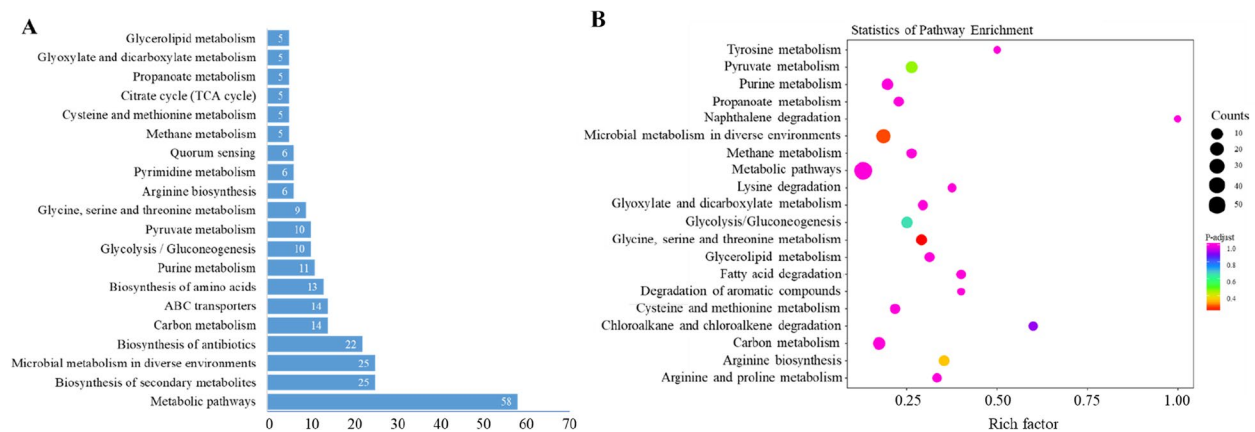 A
Glycerolipid metabolism 5
Glyoxylate and dicarboxylate metabolism 5
Propanoate metabolism 5
Citrate cycle (TCA cycle) 5
Cysteine and methionine metabolism 5
Methane metabolism 5
Quorum sensing 6
Pyrimidine metabolism 6
Arginine biosynthesis 6
Glycine, serine and threonine metabolism 9
Pyruvate metabolism 10
Glycolysis / Gluconeogenesis 10
Purine metabolism 11
Biosynthesis of amino acids 13
ABC transporters 14
Carbon metabolism 14
Biosynthesis of antibiotics 22
Microbial metabolism in diverse environments 25
Biosynthesis of secondary metabolites 25
Metabolic pathways 58
0 10 20 30 40 50 60 70
B
Statistics of Pathway Enrichment
Tyrosine metabolism
Pyruvate metabolism
Purine metabolism
Propanoate metabolism
Naphthalene degradation
Microbial metabolism in diverse environments
Methane metabolism
Metabolic pathways
Lysine degradation
Glyoxylate and dicarboxylate metabolism
Glycolysis/Gluconeogenesis
Glycine, serine and threonine metabolism
Glycerolipid metabolism
Fatty acid degradation
Degradation of aromatic compounds
Cysteine and methionine metabolism
Chloroalkane and chloroalkene degradation
Carbon metabolism
Arginine biosynthesis
Arginine and proline metabolism
0.25 0.50 0.75 1.00
Rich factor
Counts
10
20
30
40
50
P-adjust
1.0
0.8
0.6
0.4